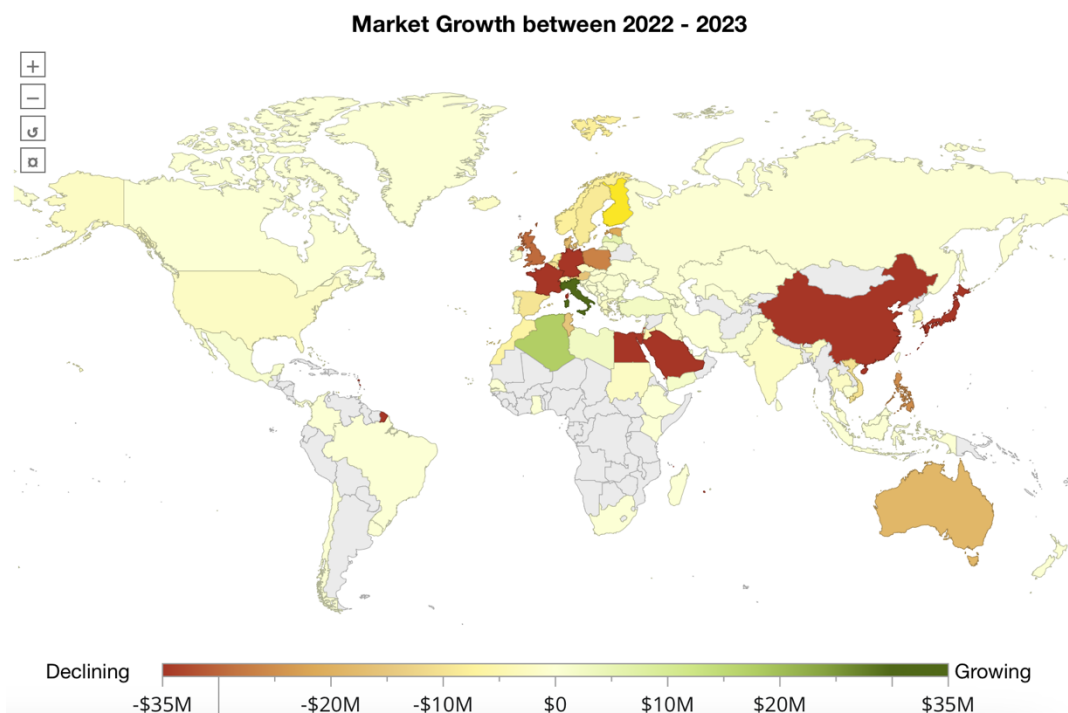 Market Growth between 2022 - 2023
+
−
↺
¤
Declining
Growing
-$35M
-$20M
-$10M
$0
$10M
$20M
$35M